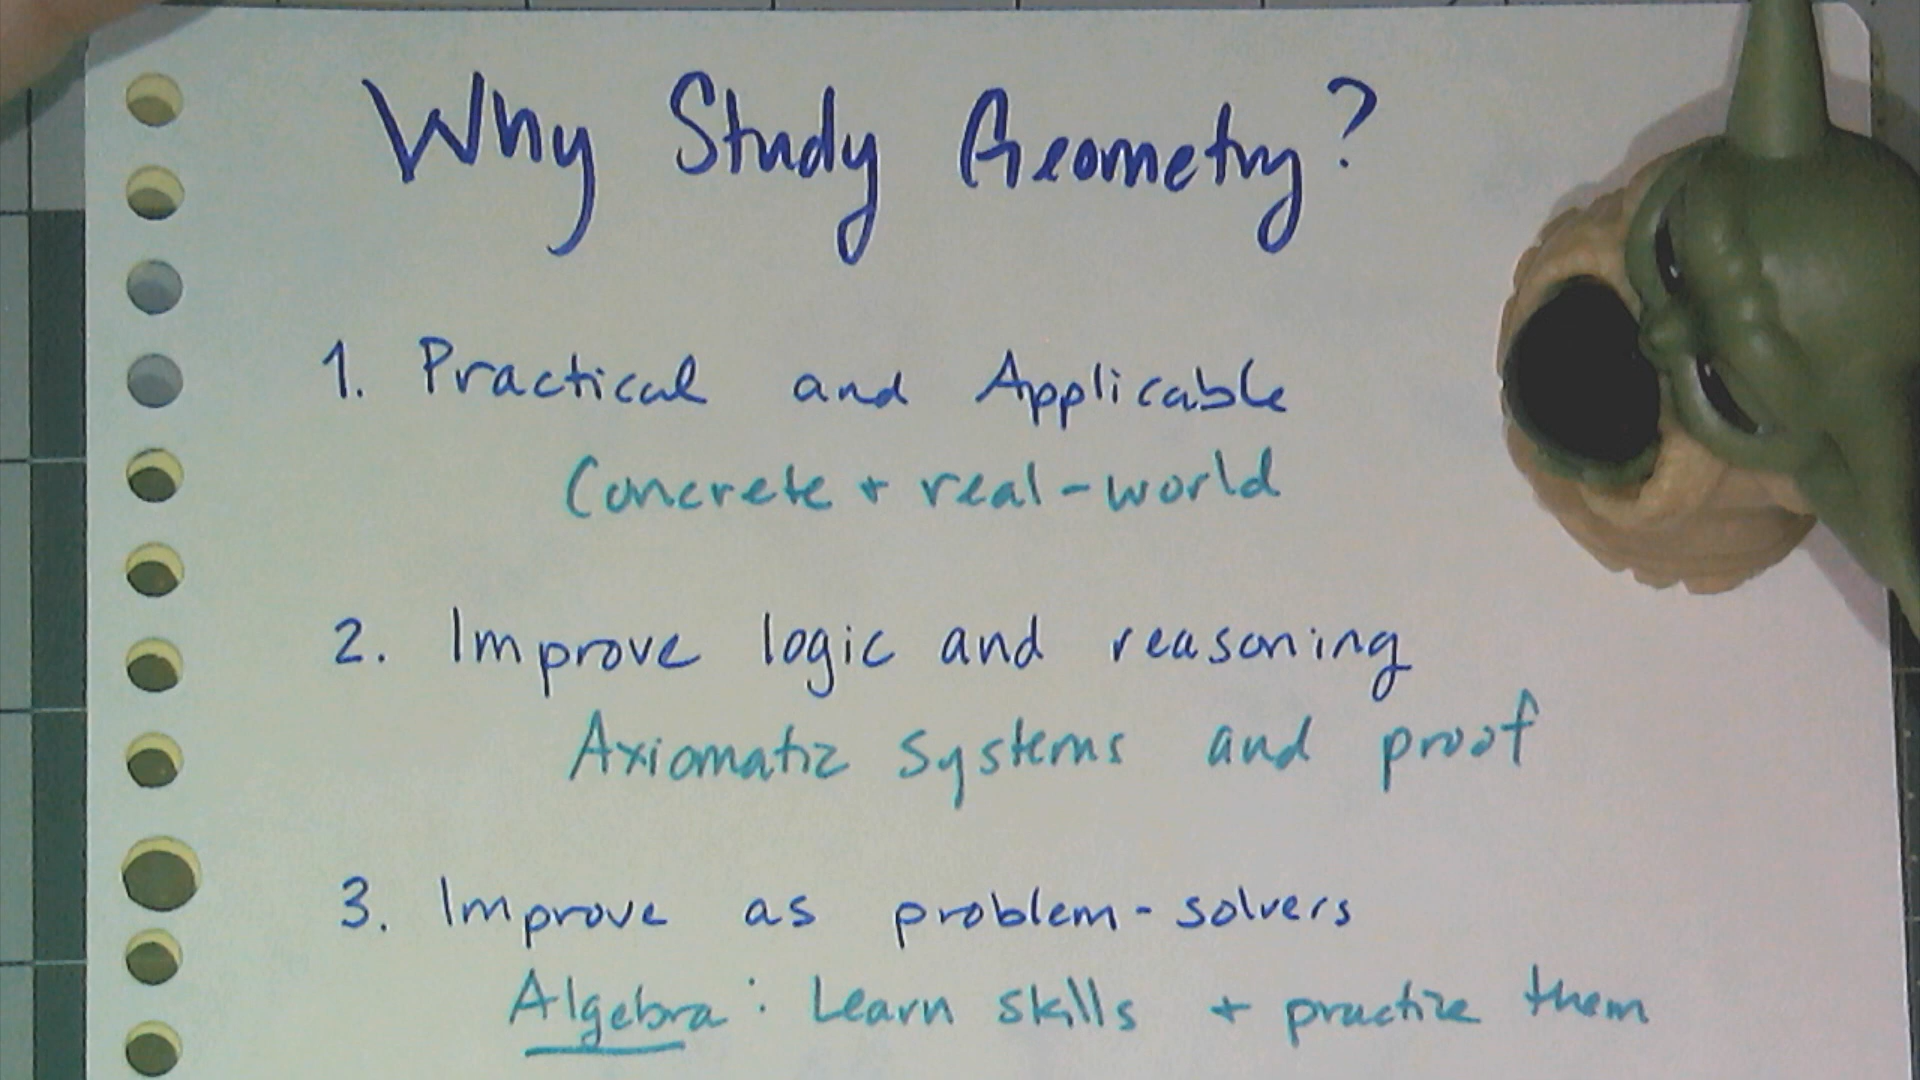 Why Study Geometry?
1. Practical and Applicable
Concrete + real-world
2. Improve logic and reasoning
Axiomatic systems and proof
3. Improve as problem-solvers
Algebra: Learn skills + practice them